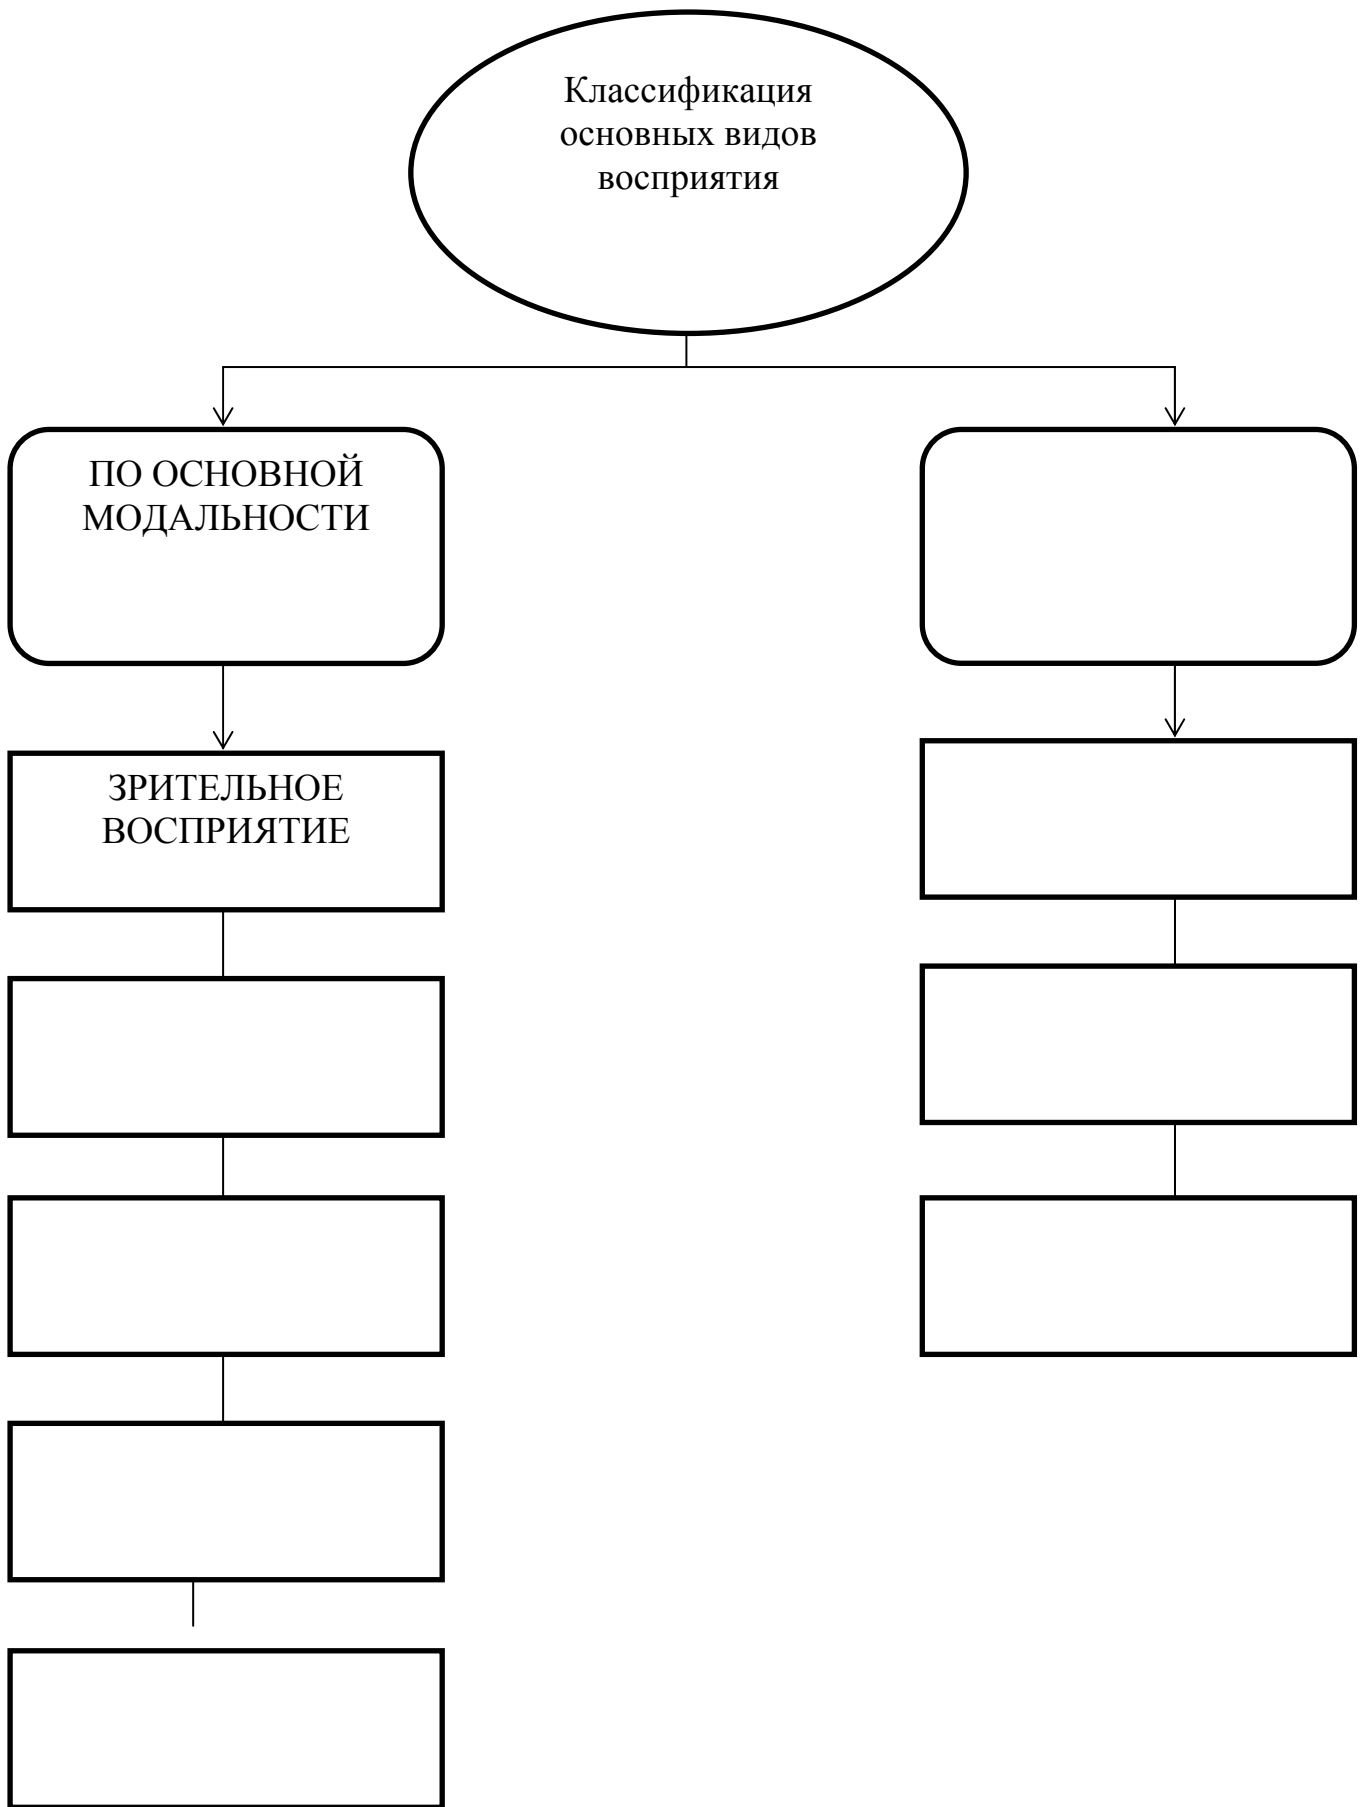 Классификация
основных видов
восприятия
ПО ОСНОВНОЙ
МОДАЛЬНОСТИ
ЗРИТЕЛЬНОЕ
ВОСПРИЯТИЕ